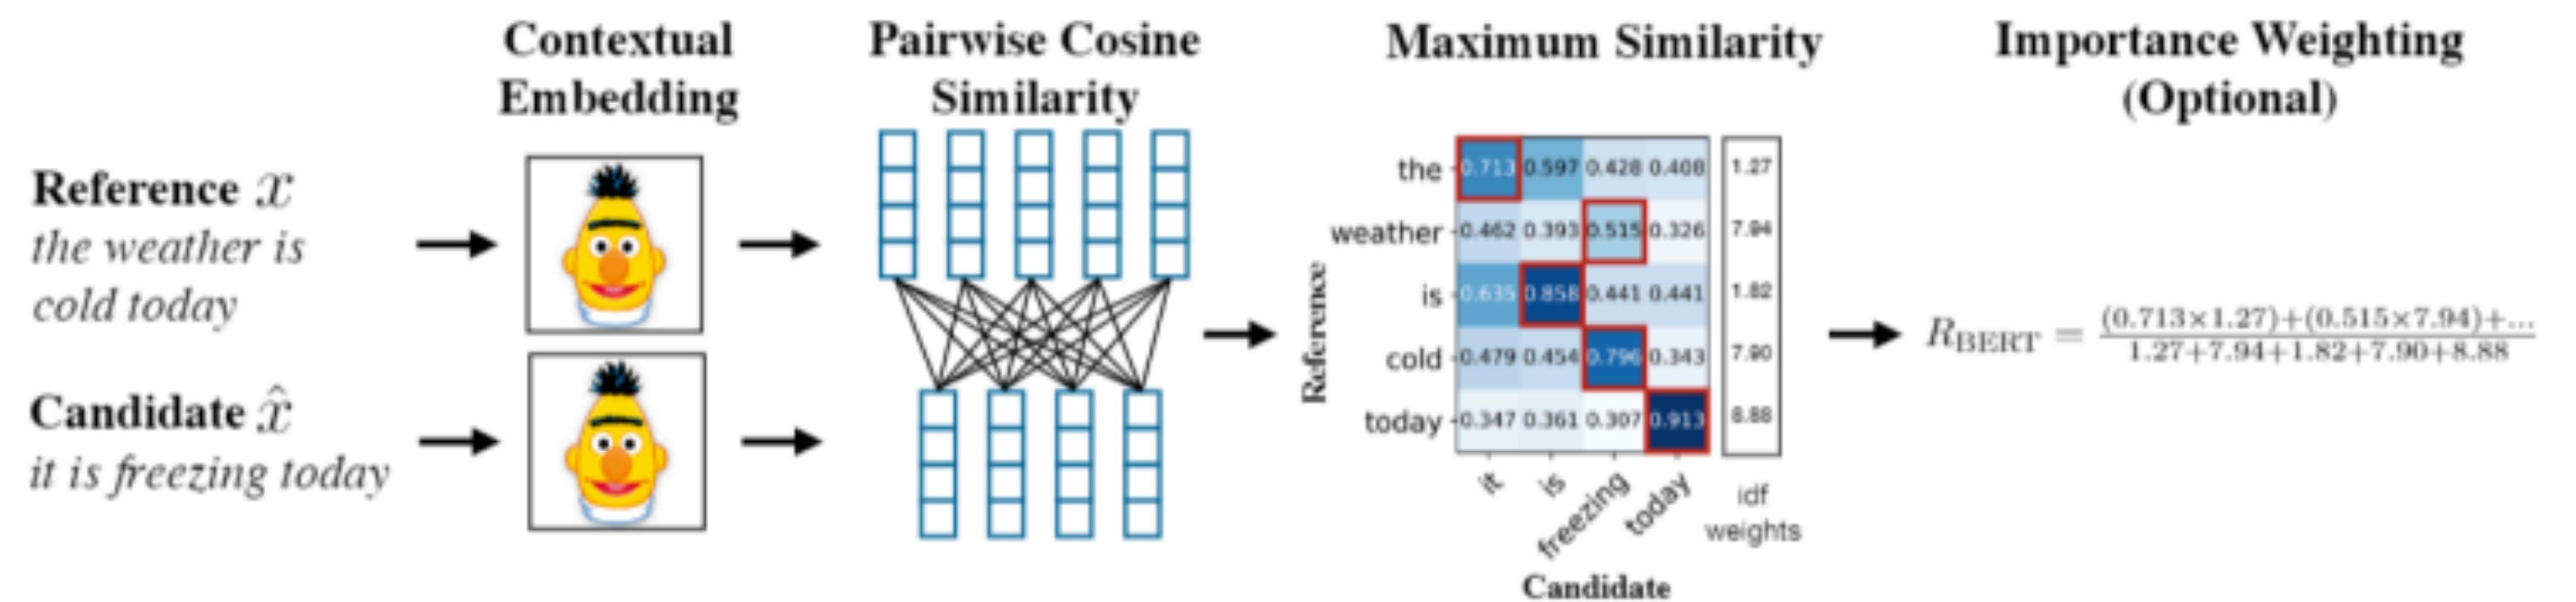 Contextual
Embedding
Pairwise Cosine
Similarity
Maximum Similarity
Importance Weighting
(Optional)
Reference x
the weather is
cold today
Candidate x̂
it is freezing today
Reference
the 0.713 0.597 0.428 0.408 1.27
weather 0.462 0.393 0.515 0.326 7.94
is 0.635 0.858 0.441 0.441 1.82
cold 0.479 0.454 0.796 0.343 7.90
today 0.347 0.361 0.307 0.913 8.88
it is freezing today
idf
weights
Candidate
R_BERT = (0.713×1.27)+(0.515×7.94)+...
1.27+7.94+1.82+7.90+8.88